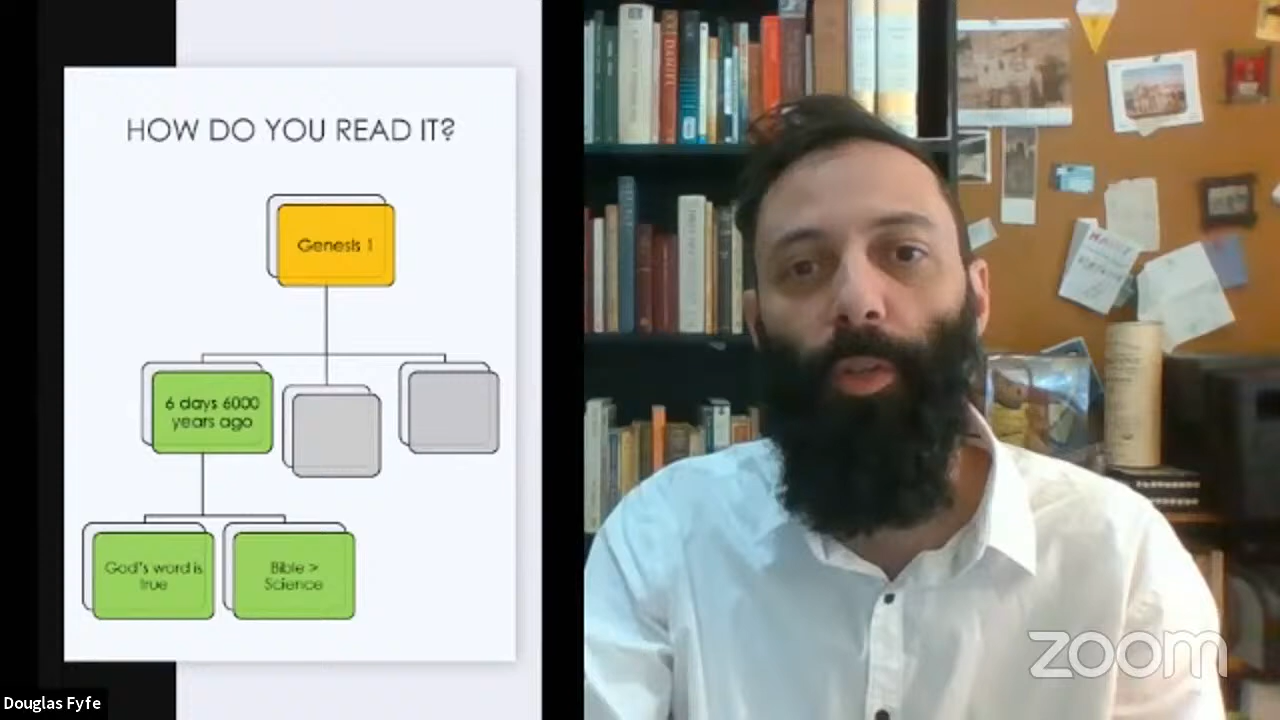 HOW DO YOU READ IT?
Genesis 1
6 days 6000
years ago
God's word is
true
Bible >
Science
zoom
Douglas Fyfe